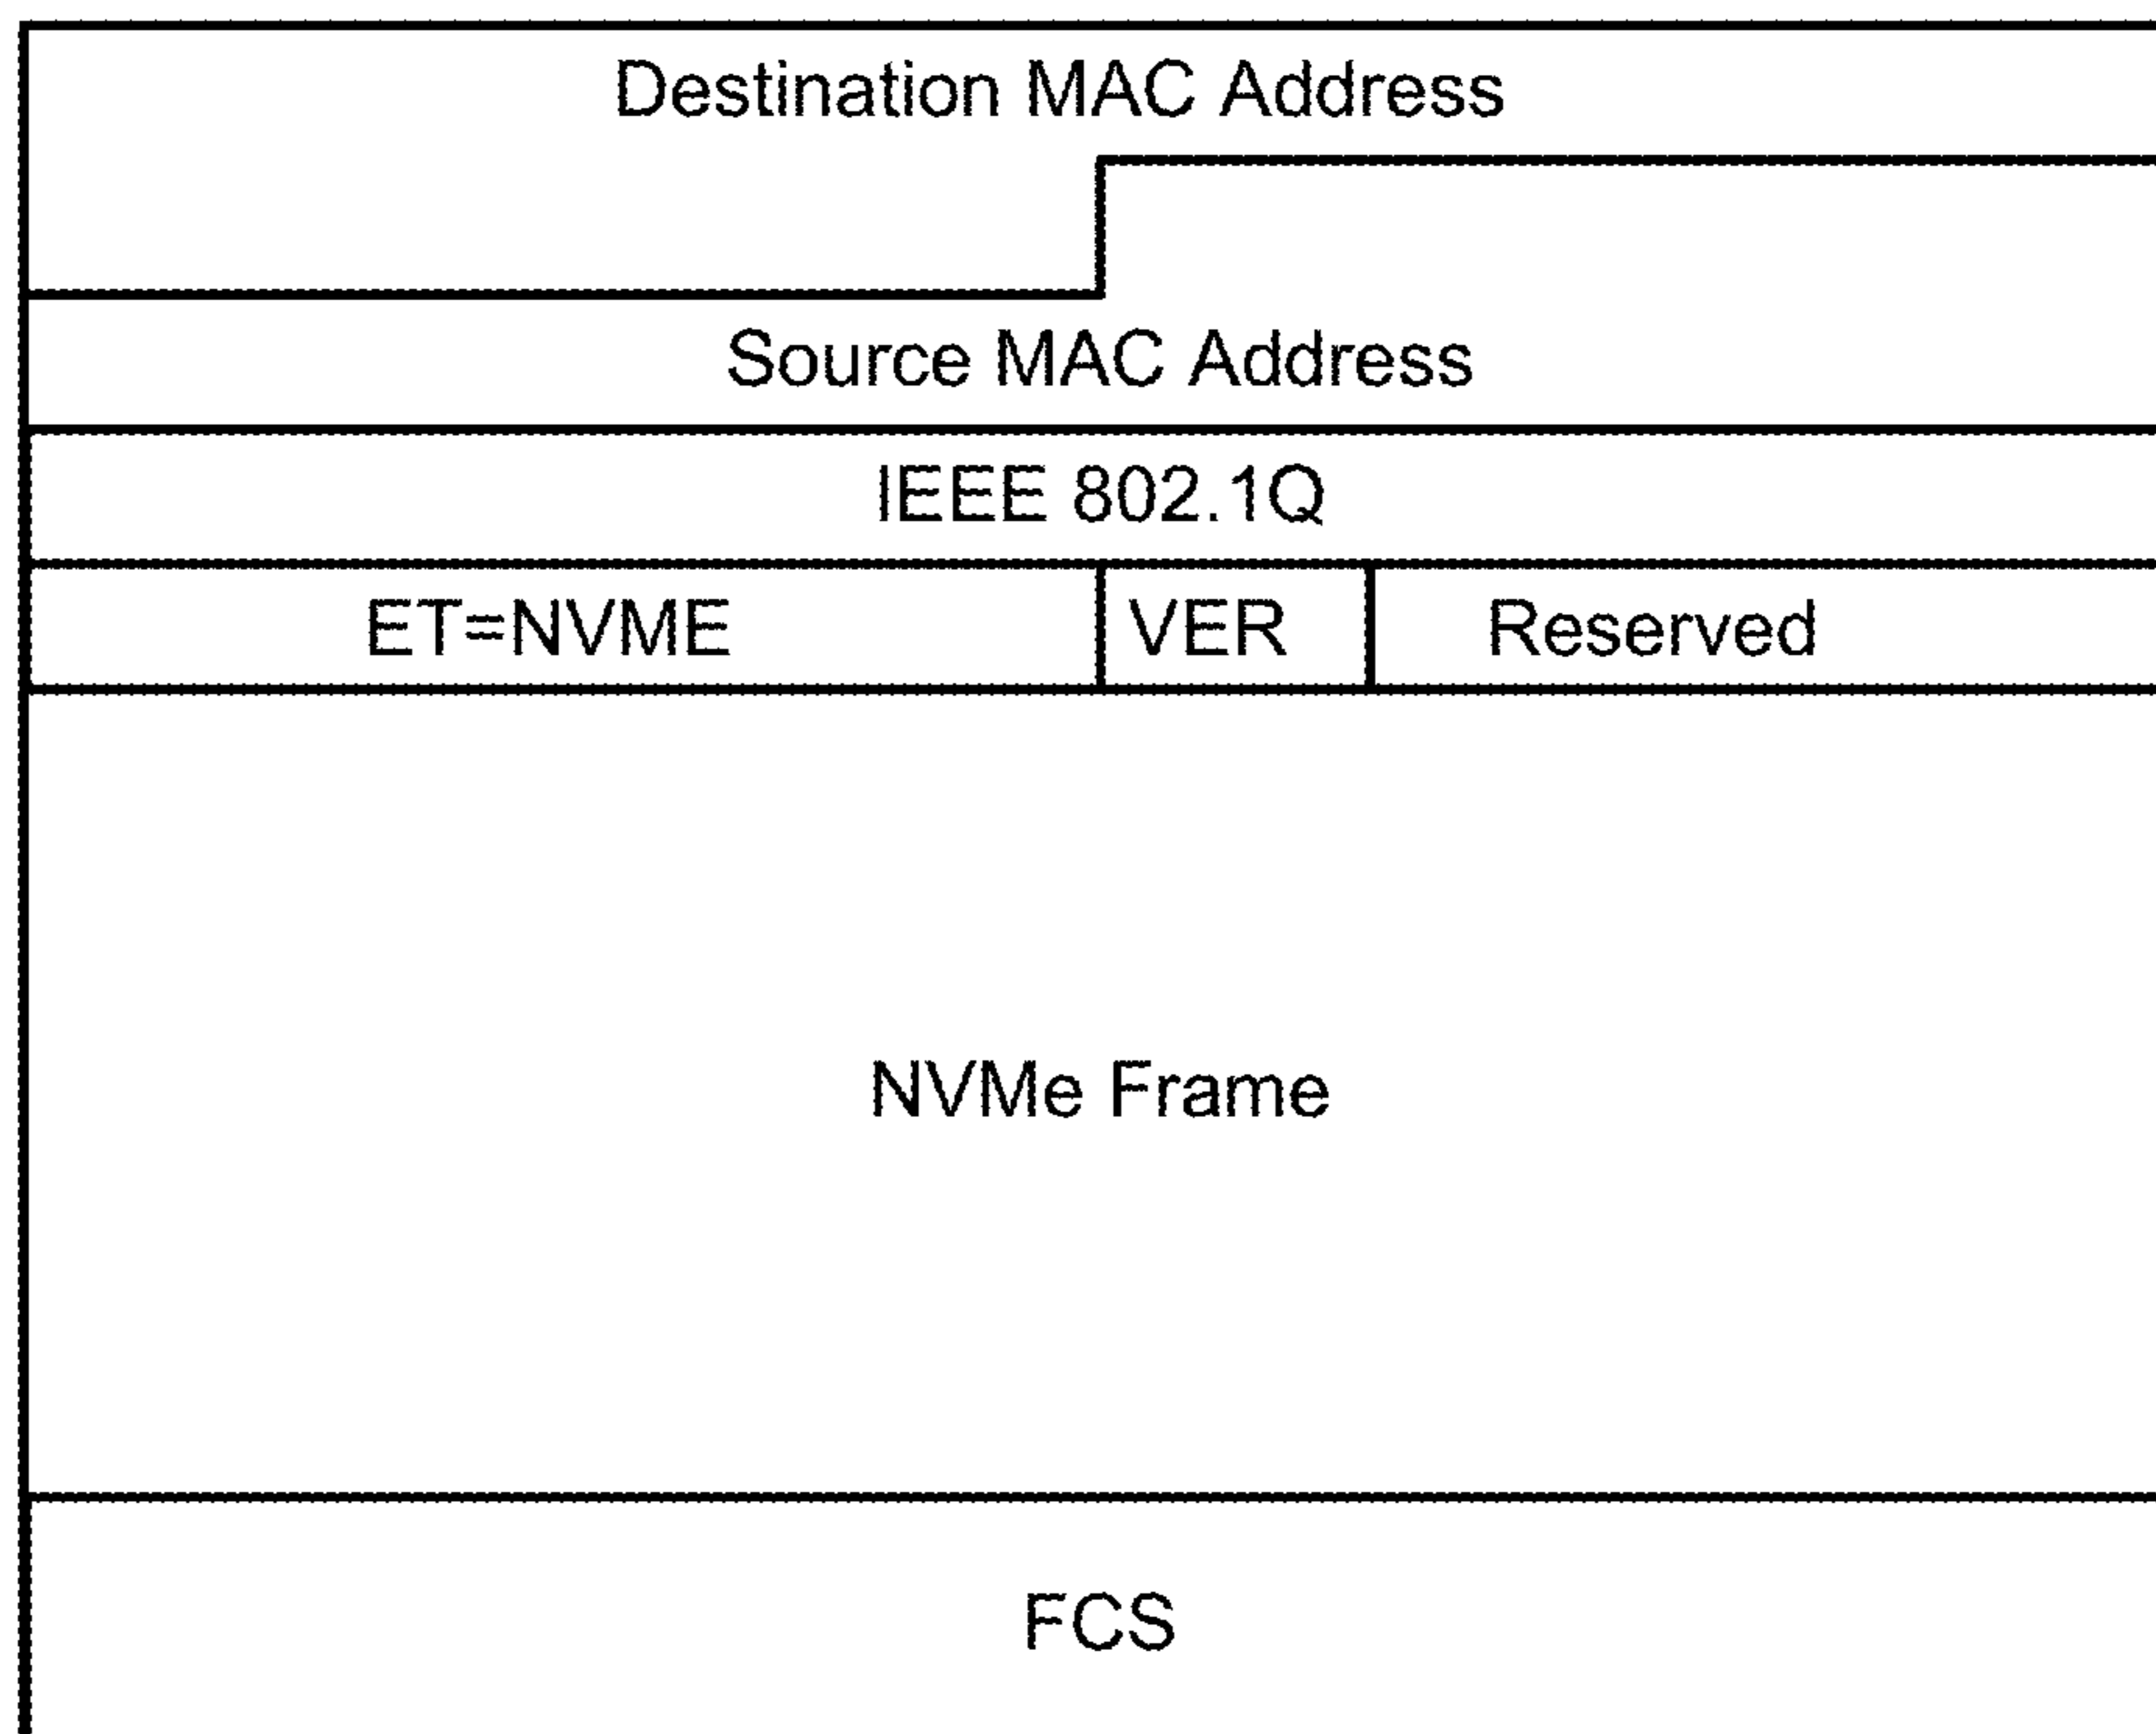 Destination MAC Address
Source MAC Address
IEEE 802.1Q
ET=NVME VER Reserved
NVMe Frame
FCS